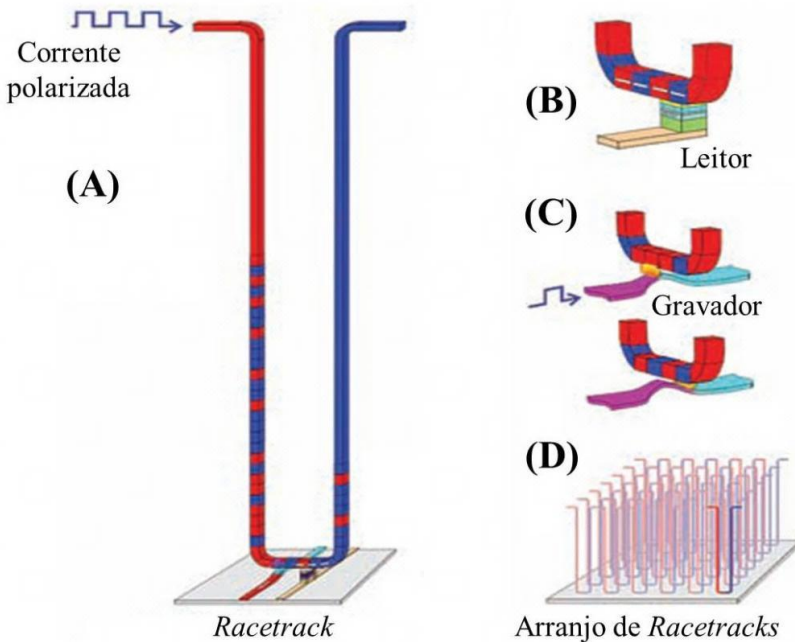 Corrente
polarizada
(A)
Racetrack
(B)
Leitor
(C)
Gravador
(D)
Arranjo de Racetracks